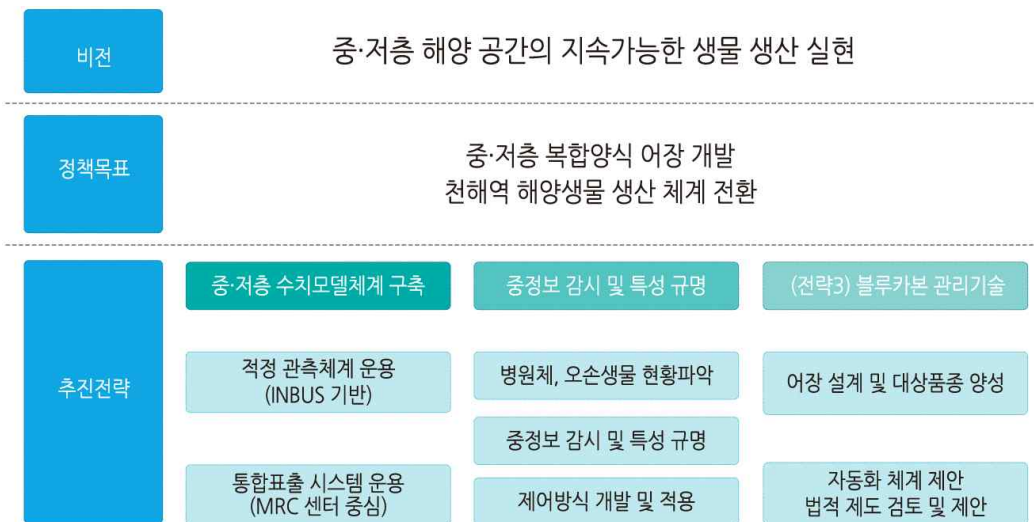 비전
중·저층 해양 공간의 지속가능한 생물 생산 실현
정책목표
중·저층 복합양식 어장 개발
천해역 해양생물 생산 체계 전환
추진전략
중·저층 수치모델체계 구축
적정 관측체계 운용
(INBUS 기반)
통합표출 시스템 운용
(MRC 센터 중심)
중정보 감시 및 특성 규명
병원체, 오손생물 현황파악
중정보 감시 및 특성 규명
제어방식 개발 및 적용
(전략3) 블루카본 관리기술
어장 설계 및 대상품종 양성
자동화 체계 제안
법적 제도 검토 및 제안